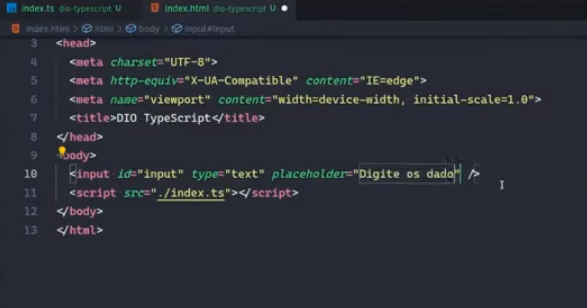 index.ts dio-typescript U
index.html dio-typescript U
index.html > html > body > input#input
3 <head>
4 <meta charset="UTF-8">
5 <meta http-equiv="X-UA-Compatible" content="IE=edge">
6 <meta name="viewport" content="width=device-width, initial-scale=1.0">
7 <title>DIO TypeScript</title>
8 </head>
9 <body>
10 <input id="input" type="text" placeholder="Digite os dado" />
11 <script src="./index.ts"></script>
12 </body>
13 </html>